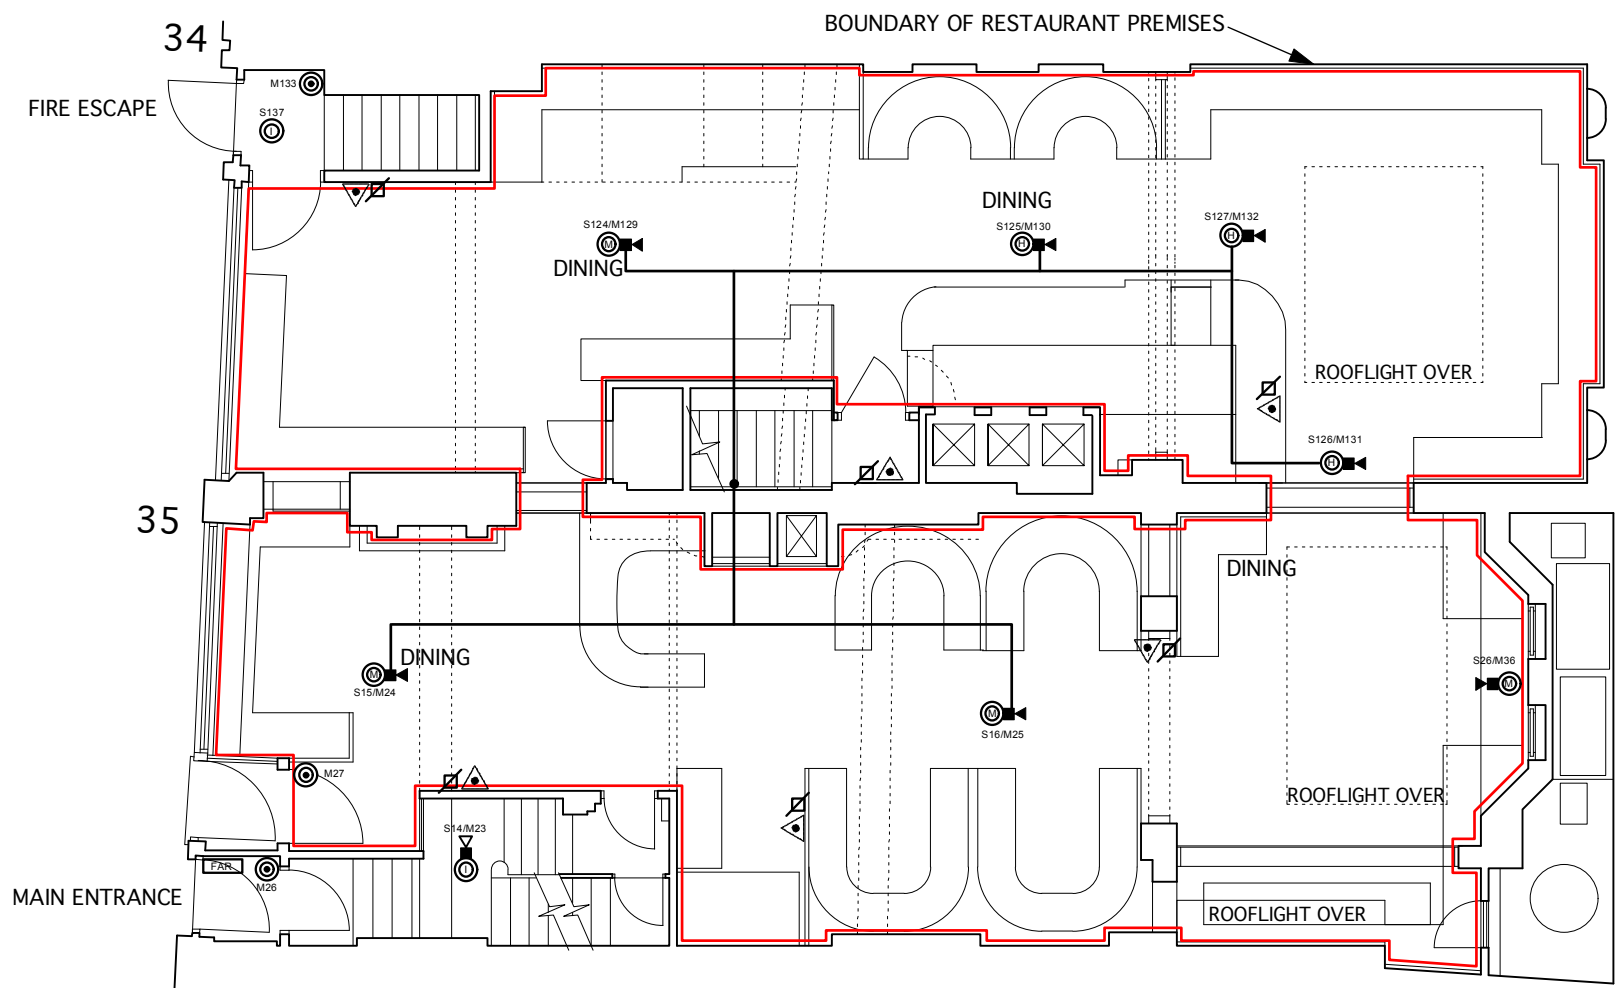 BOUNDARY OF RESTAURANT PREMISES
34
M133
FIRE ESCAPE
S137
I
DINING
S124/M129
M
S125/M130
H
S127/M132
H
DINING
ROOFLIGHT OVER
S126/M131
H
35
DINING
DINING
M
S15/M24
S26/M36
M
M
S16/M25
M27
ROOFLIGHT OVER
S14/M23
I
FAR
M26
MAIN ENTRANCE
ROOFLIGHT OVER